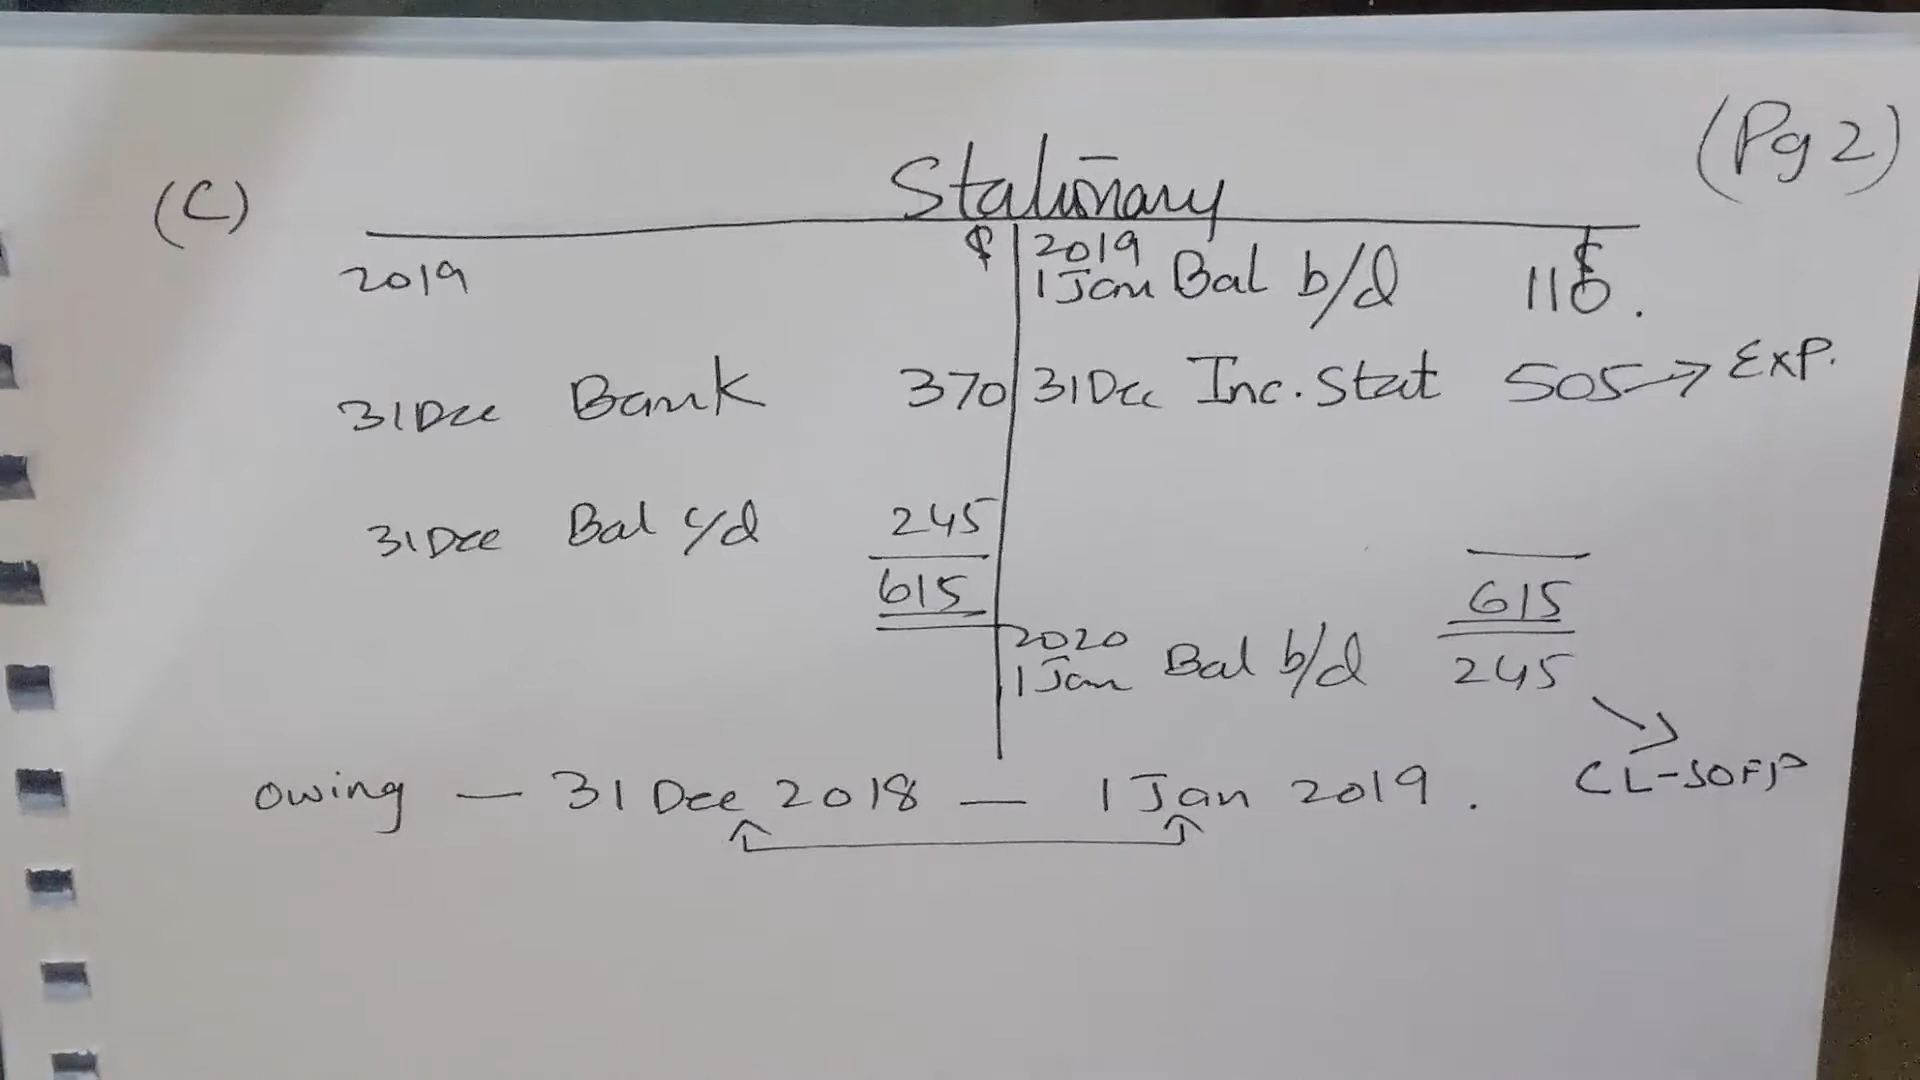 (Pg 2)
(C) Stationary
$ 2019 $
2019 1 Jan Bal b/d 110.
31 Dec Bank 370 31 Dec Inc. Stat 505 → Exp.
31 Dec Bal c/d 245
615 615
2020
1 Jan Bal b/d 245
owing — 31 Dec 2018 — 1 Jan 2019. CL-SOFP